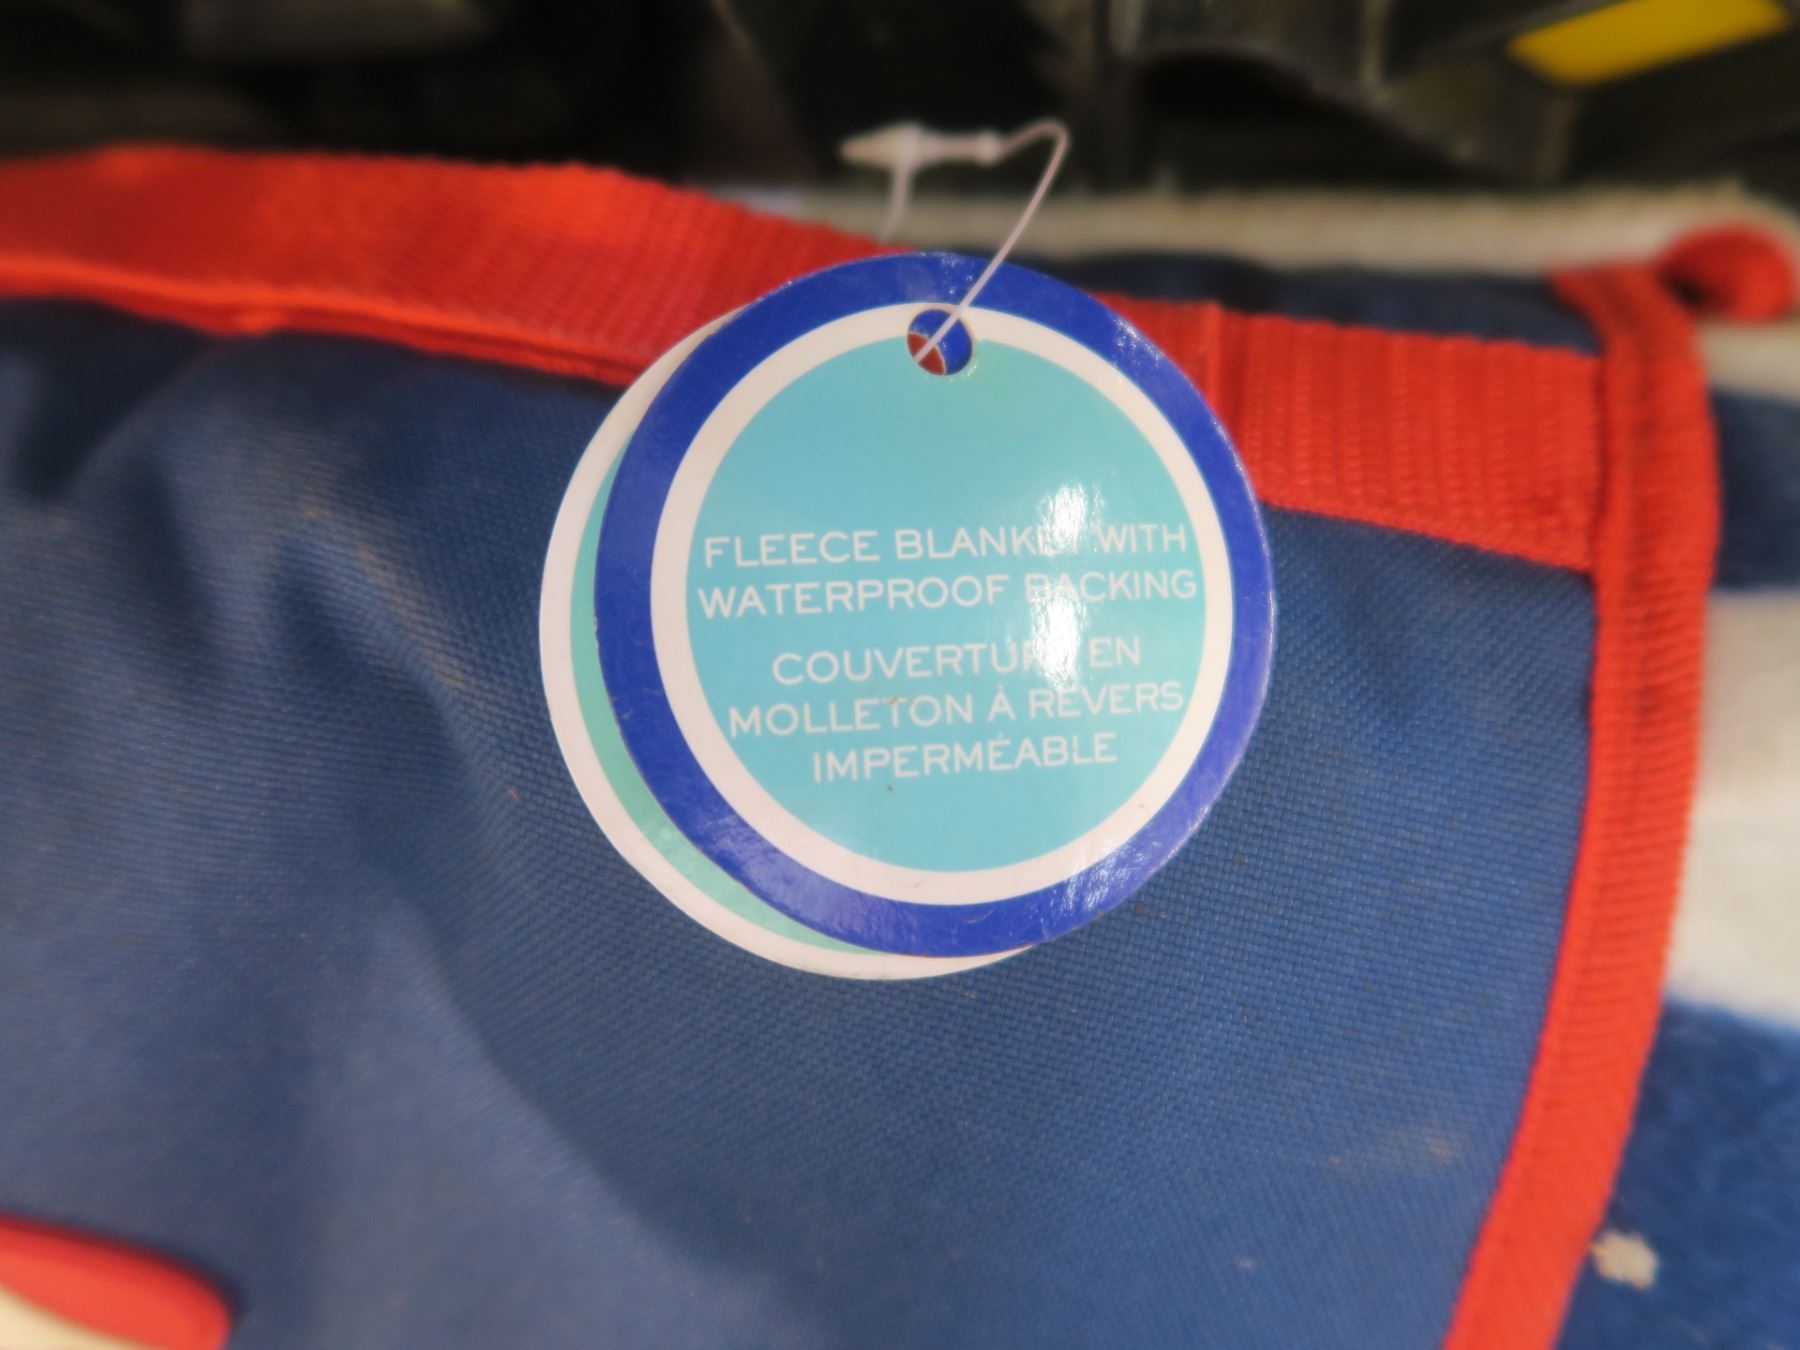 FLEECE BLANKET WITH
WATERPROOF BACKING
COUVERTURE EN
MOLLETON À REVERS
IMPERMÉABLE